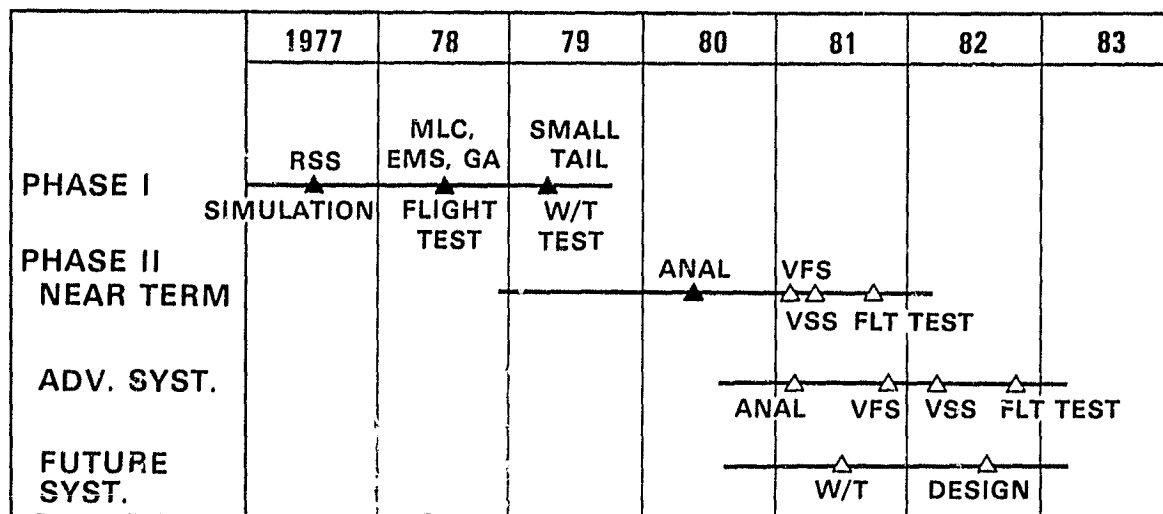 1977 78 79 80 81 82 83
MLC, SMALL
RSS EMS, GA TAIL
PHASE I
SIMULATION FLIGHT W/T
TEST TEST
PHASE II ANAL VFS
NEAR TERM
VSS FLT TEST
ADV. SYST.
ANAL VFS VSS FLT TEST
FUTURE
SYST. W/T DESIGN